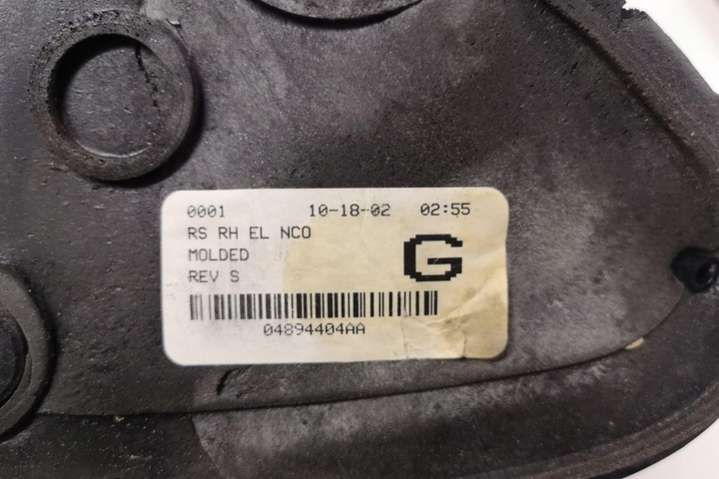 0001 10-18-02 02:55
RS RH EL NCO
MOLDED
REV S
G
04894404AA